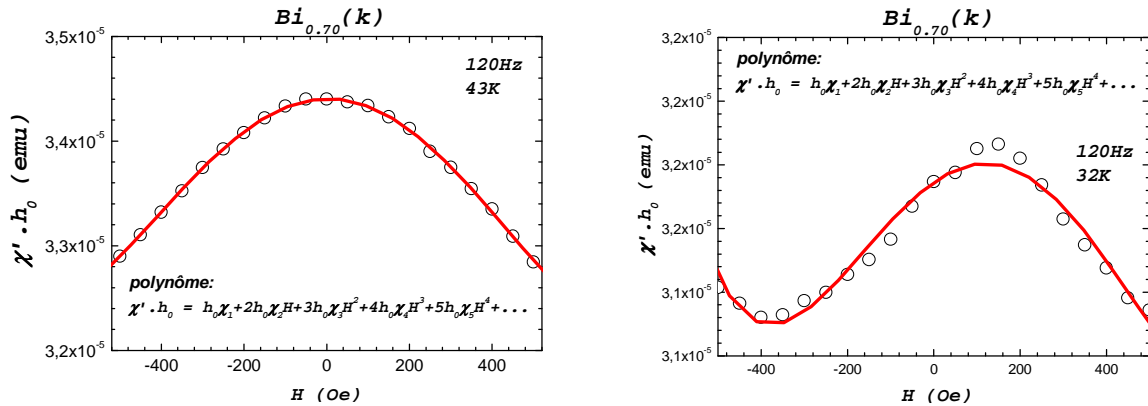 Bi₀.₇₀(k)
3,5x10⁻⁵
3,4x10⁻⁵
3,3x10⁻⁵
3,2x10⁻⁵
χ'.h₀ (emu)
120Hz
43K
polynôme:
χ'.h₀ = h₀χ₁+2h₀χ₂H+3h₀χ₃H²+4h₀χ₄H³+5h₀χ₅H⁴+...
-400 -200 0 200 400
H (Oe)
Bi₀.₇₀(k)
3,2x10⁻⁵
3,2x10⁻⁵
3,2x10⁻⁵
3,2x10⁻⁵
3,1x10⁻⁵
3,1x10⁻⁵
χ'.h₀ (emu)
polynôme:
χ'.h₀ = h₀χ₁+2h₀χ₂H+3h₀χ₃H²+4h₀χ₄H³+5h₀χ₅H⁴+...
120Hz
32K
-400 -200 0 200 400
H (Oe)